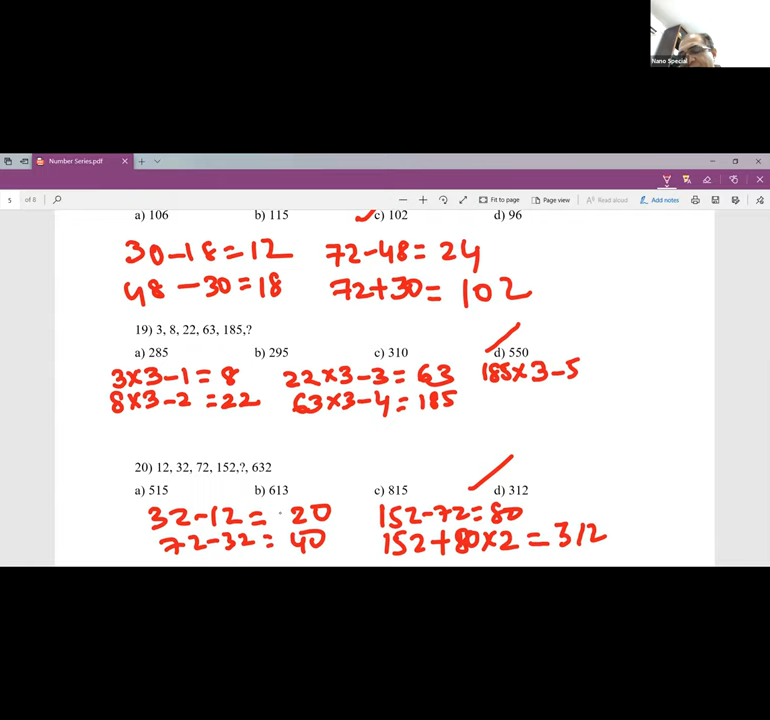 Nano Special
Number Series.pdf
5 of 8
Fit to page
Page view
Read aloud
Add notes
a) 106 b) 115 c) 102 d) 96
30-18=12 72-48=24
48-30=18 72+30=102
19) 3, 8, 22, 63, 185,?
a) 285 b) 295 c) 310 d) 550
3×3-1=8 22×3-3=63 185×3-5
8×3-2=22 63×3-4=185
20) 12, 32, 72, 152,?, 632
a) 515 b) 613 c) 815 d) 312
32-12=20 152-72=80
72-32=40 152+80×2=312